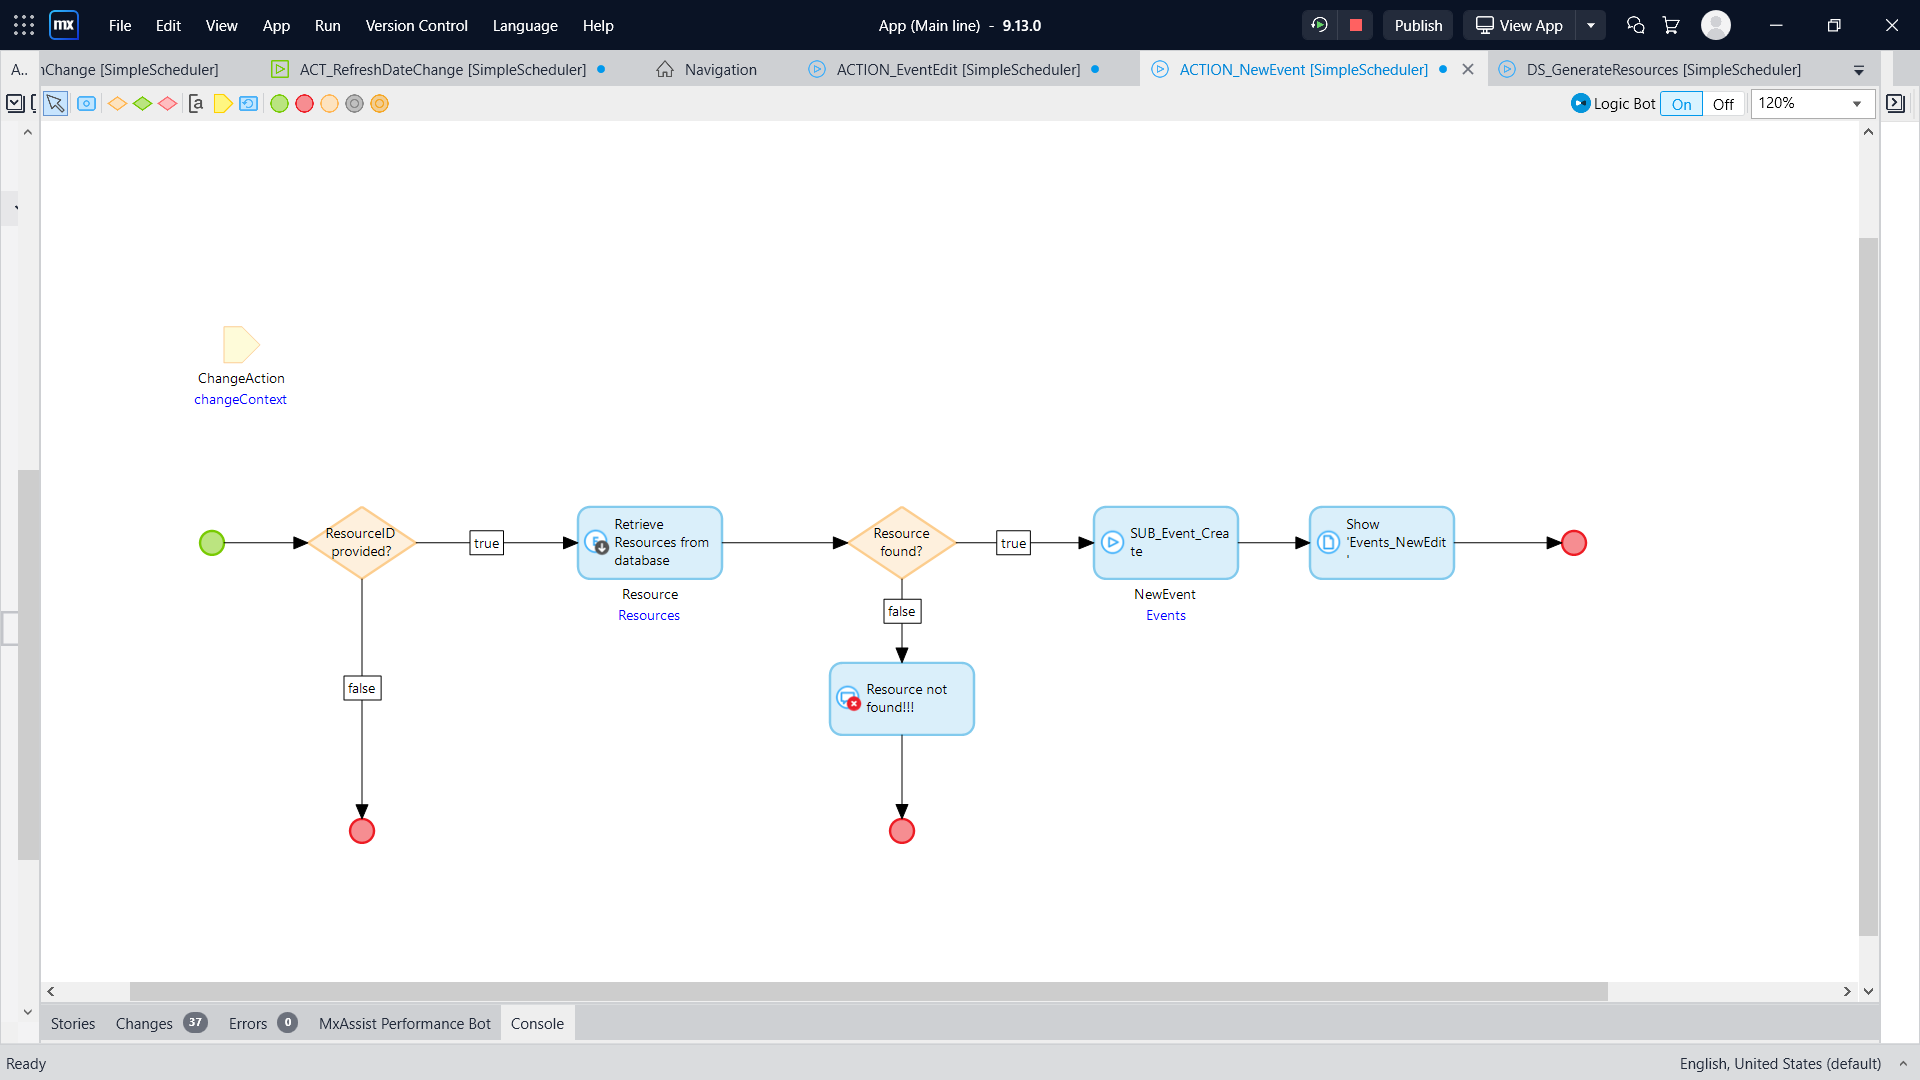 mx
File
Edit
View
App
Run
Version Control
Language
Help
App (Main line) - 9.13.0
Publish
View App
A..
nChange [SimpleScheduler]
ACT_RefreshDateChange [SimpleScheduler]
Navigation
ACTION_EventEdit [SimpleScheduler]
ACTION_NewEvent [SimpleScheduler]
DS_GenerateResources [SimpleScheduler]
[a
Logic Bot
On
Off
120%
ChangeAction
changeContext
ResourceID
provided?
true
Retrieve
Resources from
database
Resource
Resources
Resource
found?
true
SUB_Event_Crea
te
NewEvent
Events
Show
'Events_NewEdit
'
false
false
Resource not
found!!!
Stories
Changes 37
Errors 0
MxAssist Performance Bot
Console
Ready
English, United States (default)